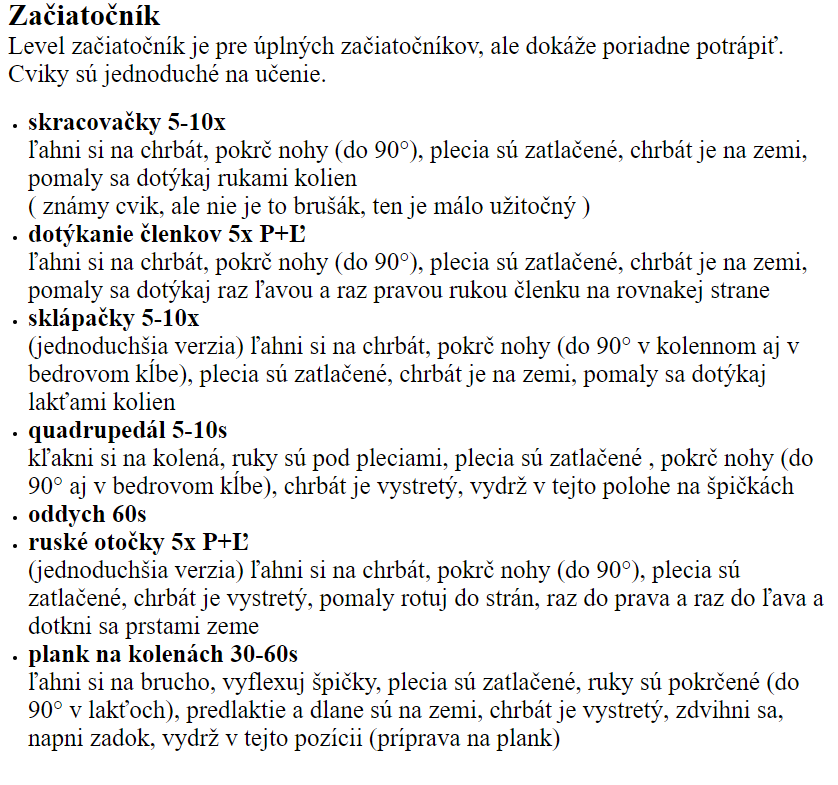 Začiatočník
Level začiatočník je pre úplných začiatočníkov, ale dokáže poriadne potrápiť.
Cviky sú jednoduché na učenie.
• skracovačky 5-10x
ľahni si na chrbát, pokrč nohy (do 90°), plecia sú zatlačené, chrbát je na zemi,
pomaly sa dotýkaj rukami kolien
( známy cvik, ale nie je to brušák, ten je málo užitočný )
• dotýkanie členkov 5x P+Ľ
ľahni si na chrbát, pokrč nohy (do 90°), plecia sú zatlačené, chrbát je na zemi,
pomaly sa dotýkaj raz ľavou a raz pravou rukou členku na rovnakej strane
• sklápačky 5-10x
(jednoduchšia verzia) ľahni si na chrbát, pokrč nohy (do 90° v kolennom aj v
bedrovom kĺbe), plecia sú zatlačené, chrbát je na zemi, pomaly sa dotýkaj
lakťami kolien
• quadrupedál 5-10s
kľakni si na kolená, ruky sú pod pleciami, plecia sú zatlačené , pokrč nohy (do
90° aj v bedrovom kĺbe), chrbát je vystretý, vydrž v tejto polohe na špičkách
• oddych 60s
• ruské otočky 5x P+Ľ
(jednoduchšia verzia) ľahni si na chrbát, pokrč nohy (do 90°), plecia sú
zatlačené, chrbát je vystretý, pomaly rotuj do strán, raz do prava a raz do ľava a
dotkni sa prstami zeme
• plank na kolenách 30-60s
ľahni si na brucho, vyflexuj špičky, plecia sú zatlačené, ruky sú pokrčené (do
90° v lakťoch), predlaktie a dlane sú na zemi, chrbát je vystretý, zdvihni sa,
napni zadok, vydrž v tejto pozícii (príprava na plank)